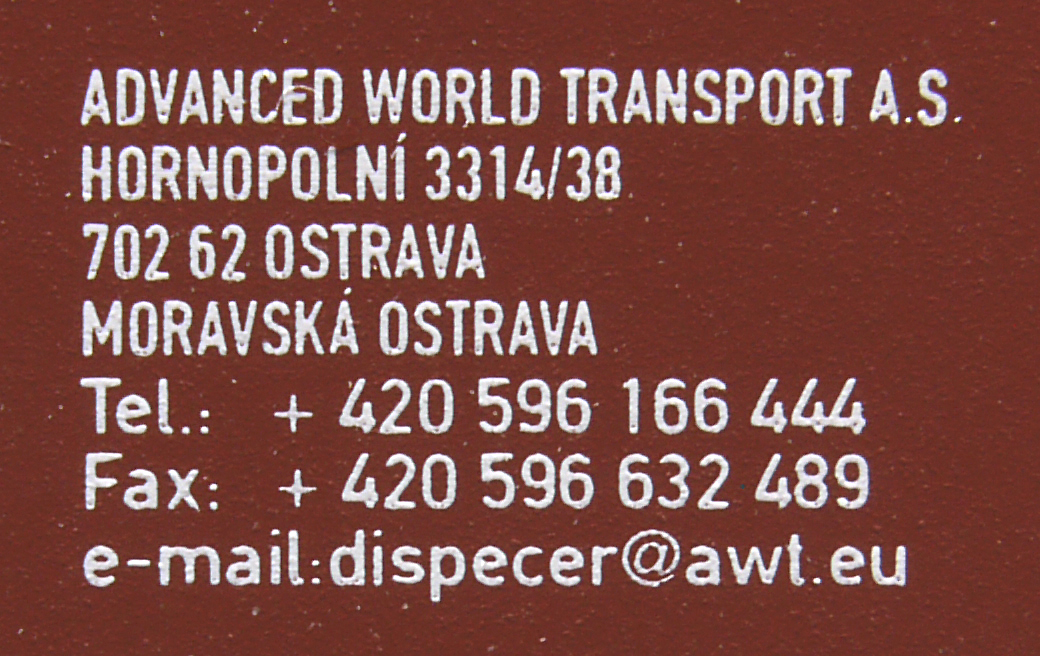 ADVANCED WORLD TRANSPORT A.S.
HORNOPOLNÍ 3314/38
702 62 OSTRAVA
MORAVSKÁ OSTRAVA
Tel.: + 420 596 166 444
Fax: + 420 596 632 489
e-mail:dispecer@awt.eu